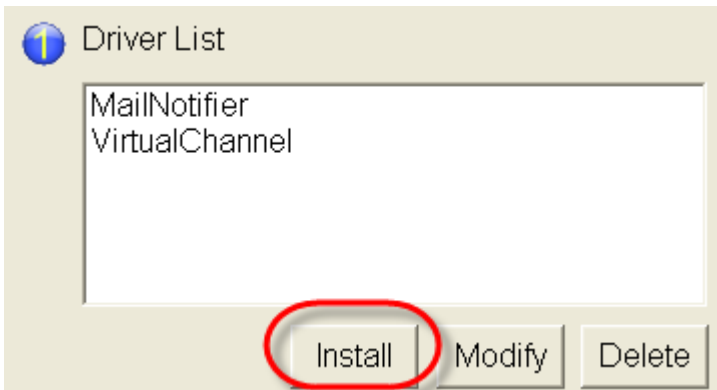 1 Driver List
MailNotifier
VirtualChannel
Install Modify Delete